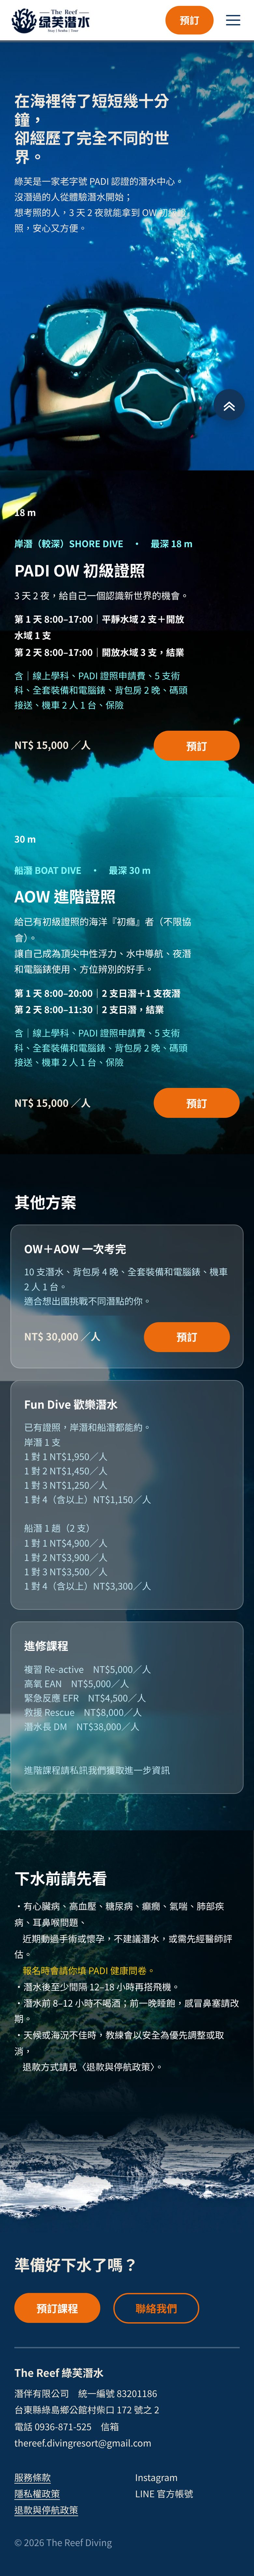 The Reef
綠芙潛水
Stay | Scuba | Tour
預訂
在海裡待了短短幾十分
鐘，
卻經歷了完全不同的世
界。
綠芙是一家老字號 PADI 認證的潛水中心。
沒潛過的人從體驗潛水開始；
想考照的人，3 天 2 夜就能拿到 OW 初級證
照，安心又方便。
18 m
岸潛（較深）SHORE DIVE ・ 最深 18 m
PADI OW 初級證照
3 天 2 夜，給自己一個認識新世界的機會。
第 1 天 8:00–17:00｜平靜水域 2 支＋開放
水域 1 支
第 2 天 8:00–17:00｜開放水域 3 支，結業
含｜線上學科、PADI 證照申請費、5 支術
科、全套裝備和電腦錶、背包房 2 晚、碼頭
接送、機車 2 人 1 台、保險
NT$ 15,000 ／人
預訂
30 m
船潛 BOAT DIVE ・ 最深 30 m
AOW 進階證照
給已有初級證照的海洋『初癮』者（不限協
會）。
讓自己成為頂尖中性浮力、水中導航、夜潛
和電腦錶使用、方位辨別的好手。
第 1 天 8:00–20:00｜2 支日潛＋1 支夜潛
第 2 天 8:00–11:30｜2 支日潛，結業
含｜線上學科、PADI 證照申請費、5 支術
科、全套裝備和電腦錶、背包房 2 晚、碼頭
接送、機車 2 人 1 台、保險
NT$ 15,000 ／人
預訂
其他方案
OW＋AOW 一次考完
10 支潛水、背包房 4 晚、全套裝備和電腦錶、機車
2 人 1 台。
適合想出國挑戰不同潛點的你。
NT$ 30,000 ／人
預訂
Fun Dive 歡樂潛水
已有證照，岸潛和船潛都能約。
岸潛 1 支
1 對 1 NT$1,950／人
1 對 2 NT$1,450／人
1 對 3 NT$1,250／人
1 對 4（含以上）NT$1,150／人
船潛 1 趟（2 支）
1 對 1 NT$4,900／人
1 對 2 NT$3,900／人
1 對 3 NT$3,500／人
1 對 4（含以上）NT$3,300／人
進修課程
複習 Re-active NT$5,000／人
高氧 EAN NT$5,000／人
緊急反應 EFR NT$4,500／人
救援 Rescue NT$8,000／人
潛水長 DM NT$38,000／人
進階課程請私訊我們獲取進一步資訊
下水前請先看
・有心臟病、高血壓、糖尿病、癲癇、氣喘、肺部疾
病、耳鼻喉問題、
近期動過手術或懷孕，不建議潛水，或需先經醫師評
估。
報名時會請你填 PADI 健康問卷。
・潛水後至少間隔 12–18 小時再搭飛機。
・潛水前 8–12 小時不喝酒；前一晚睡飽，感冒鼻塞請改
期。
・天候或海況不佳時，教練會以安全為優先調整或取
消，
退款方式請見〈退款與停航政策〉。
準備好下水了嗎？
預訂課程
聯絡我們
The Reef 綠芙潛水
潛伴有限公司 統一編號 83201186
台東縣綠島鄉公館村柴口 172 號之 2
電話 0936-871-525 信箱
thereef.divingresort@gmail.com
服務條款
隱私權政策
退款與停航政策
Instagram
LINE 官方帳號
© 2026 The Reef Diving